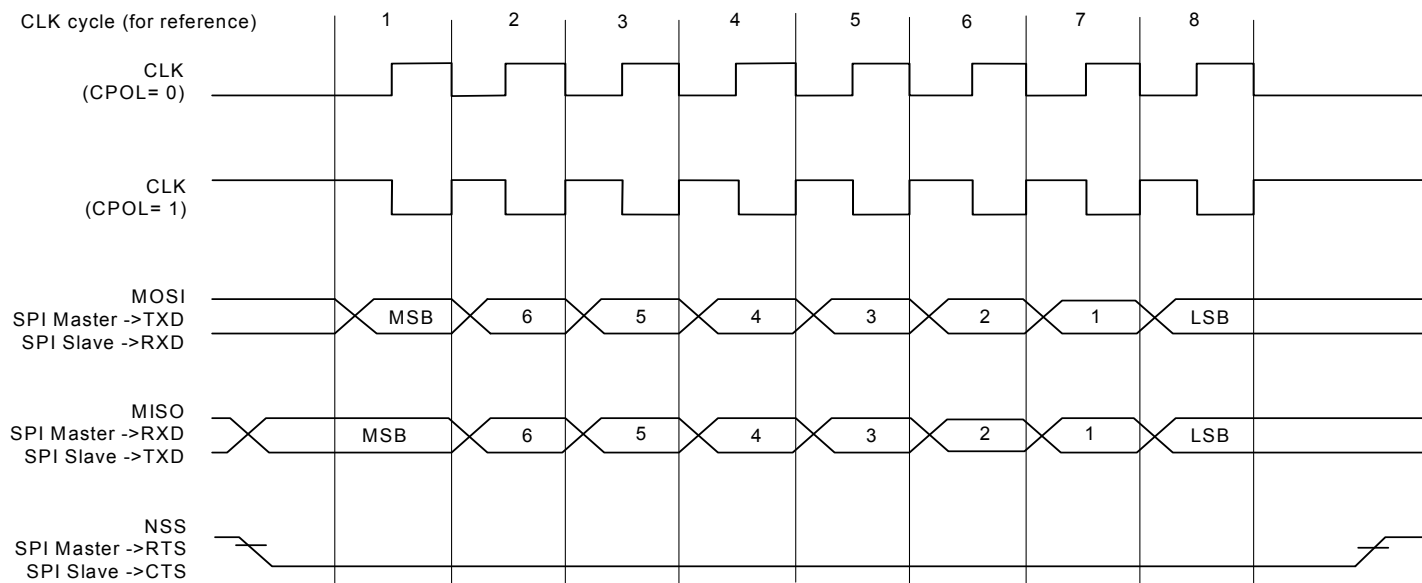 CLK cycle (for reference) 1 2 3 4 5 6 7 8
CLK
(CPOL= 0)
CLK
(CPOL= 1)
MOSI
SPI Master ->TXD
SPI Slave ->RXD
MSB 6 5 4 3 2 1 LSB
MISO
SPI Master ->RXD
SPI Slave ->TXD
MSB 6 5 4 3 2 1 LSB
NSS
SPI Master ->RTS
SPI Slave ->CTS